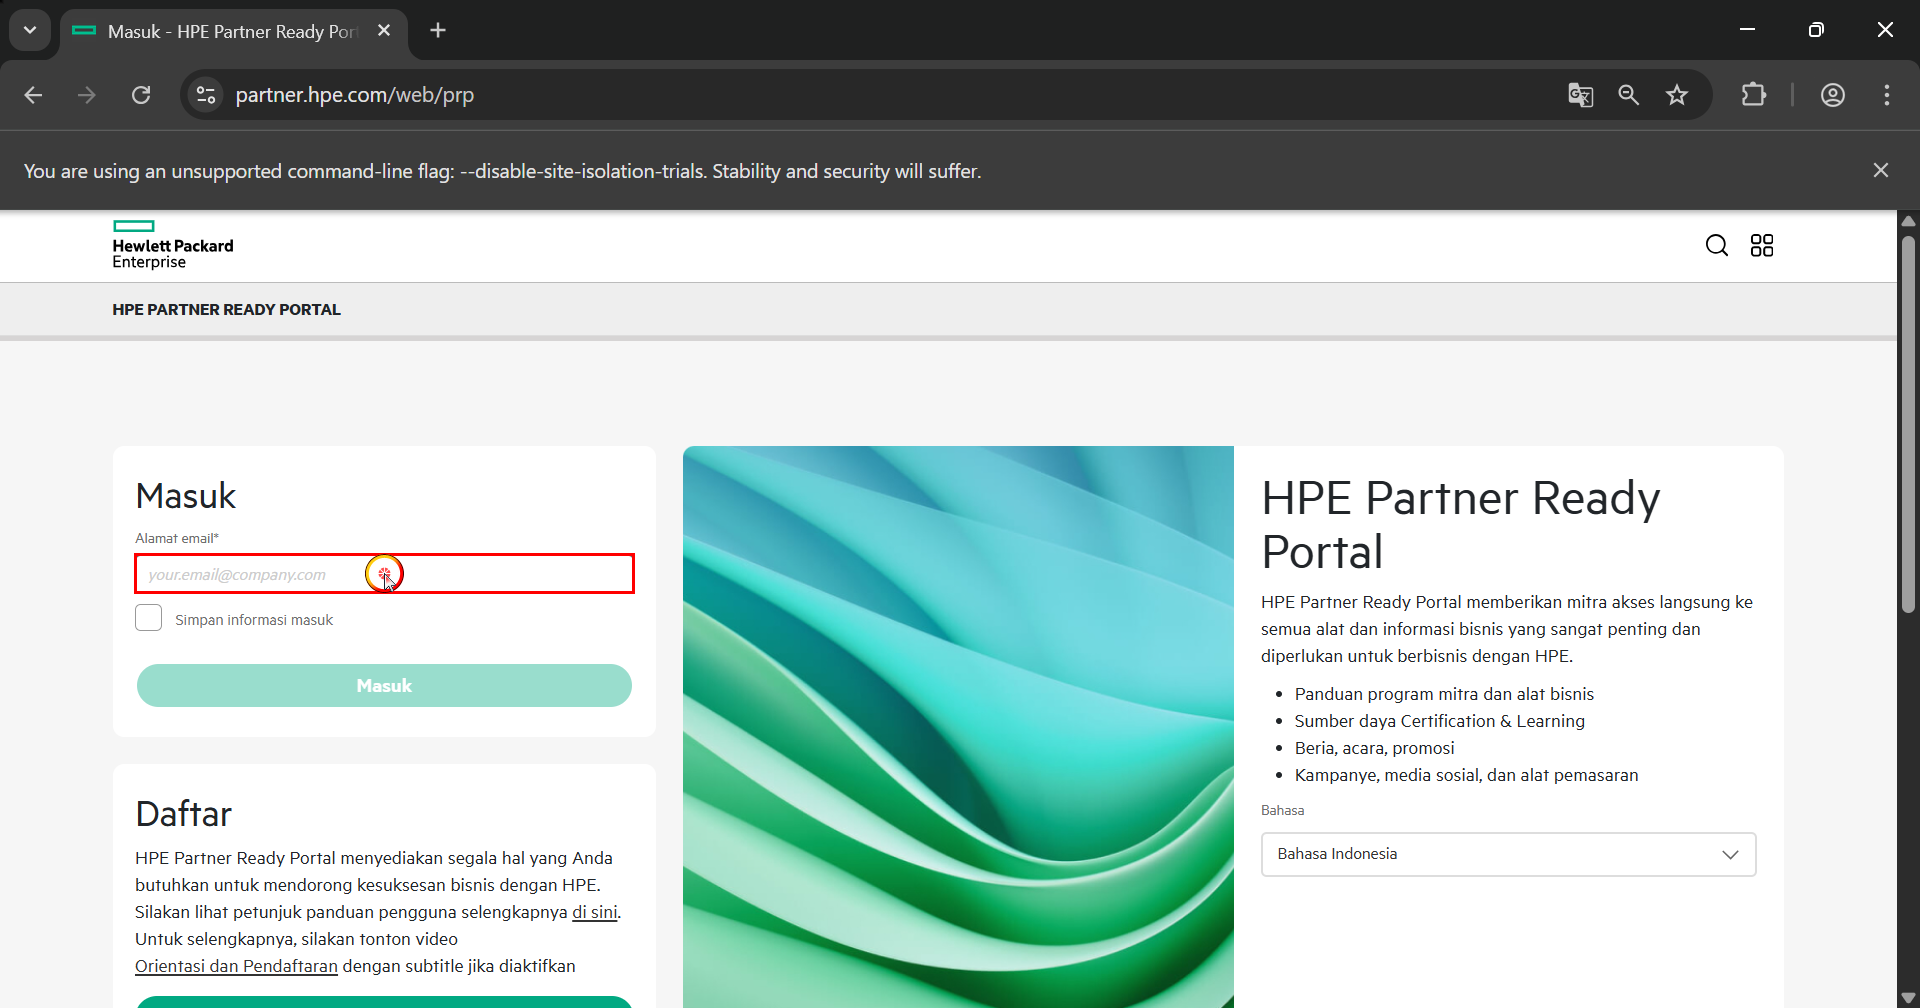 Masuk - HPE Partner Ready Por
partner.hpe.com/web/prp
You are using an unsupported command-line flag: --disable-site-isolation-trials. Stability and security will suffer.
Hewlett Packard
Enterprise
HPE PARTNER READY PORTAL
Masuk
Alamat email*
your.email@company.com
Simpan informasi masuk
Masuk
Daftar
HPE Partner Ready Portal menyediakan segala hal yang Anda
butuhkan untuk mendorong kesuksesan bisnis dengan HPE.
Silakan lihat petunjuk panduan pengguna selengkapnya di sini.
Untuk selengkapnya, silakan tonton video
Orientasi dan Pendaftaran dengan subtitle jika diaktifkan
HPE Partner Ready
Portal
HPE Partner Ready Portal memberikan mitra akses langsung ke
semua alat dan informasi bisnis yang sangat penting dan
diperlukan untuk berbisnis dengan HPE.
• Panduan program mitra dan alat bisnis
• Sumber daya Certification & Learning
• Beria, acara, promosi
• Kampanye, media sosial, dan alat pemasaran
Bahasa
Bahasa Indonesia